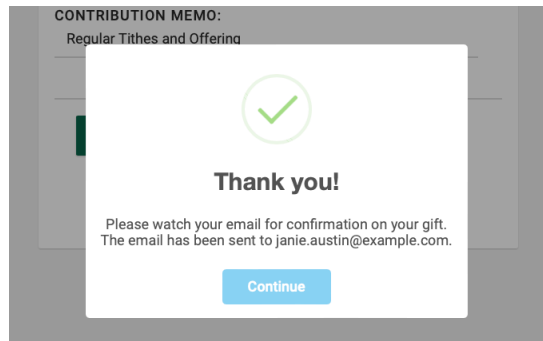 CONTRIBUTION MEMO:
Regular Tithes and Offering
Thank you!
Please watch your email for confirmation on your gift.
The email has been sent to janie.austin@example.com.
Continue